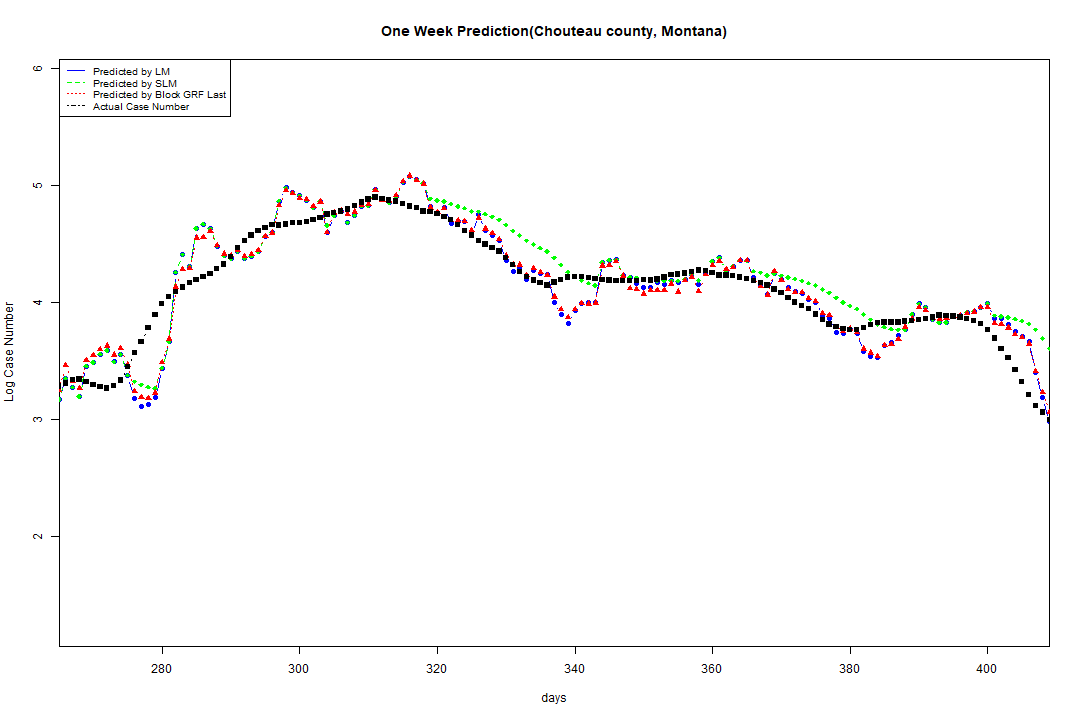 One Week Prediction(Chouteau county, Montana)
Predicted by LM
Predicted by SLM
Predicted by Block GRF Last
Actual Case Number
6
5
4
3
2
Log Case Number
280 300 320 340 360 380 400
days